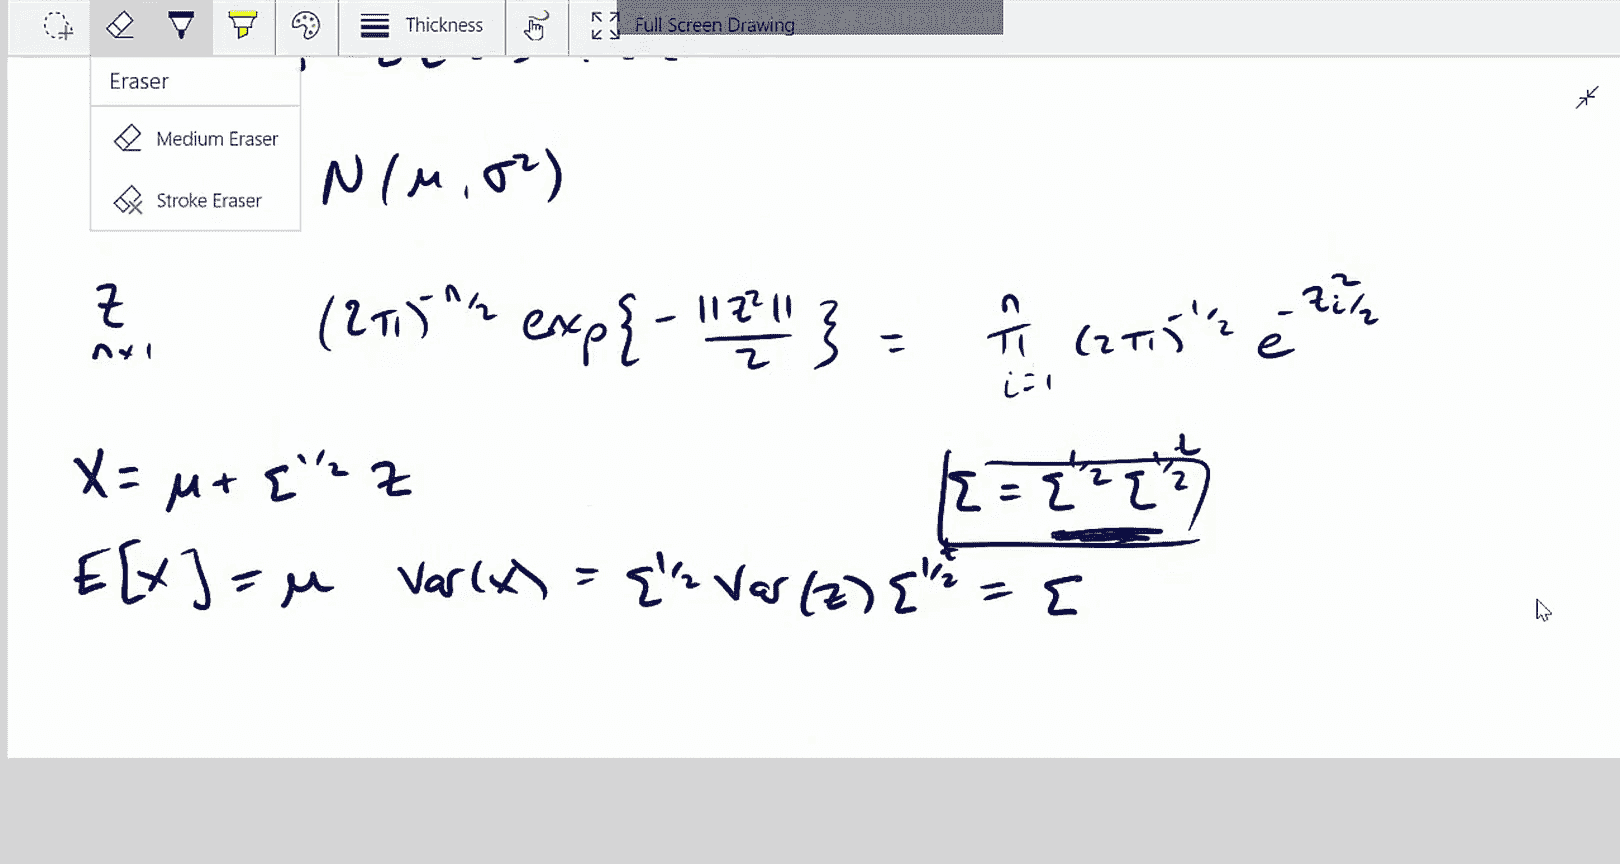 Thickness Full Screen Drawing
Eraser
Medium Eraser
Stroke Eraser
N(μ, σ²)
Z (2π)^{-n/2} exp{-||Z²||/2} = ∏_{i=1}^{n} (2π)^{-1/2} e^{-Z_i²/2}
n×1
X = μ + Σ^{1/2} Z Σ = Σ^{1/2} Σ^{1/2 t}
E[X] = μ Var(X) = Σ^{1/2} Var(Z) Σ^{1/2 t} = Σ